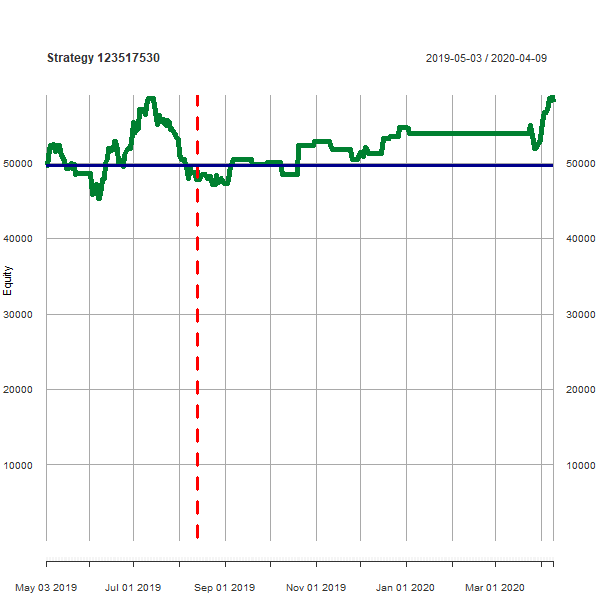 Strategy 123517530
2019-05-03 / 2020-04-09
50000
50000
40000
40000
Equity
30000
30000
20000
20000
10000
10000
May 03 2019
Jul 01 2019
Sep 01 2019
Nov 01 2019
Jan 01 2020
Mar 01 2020